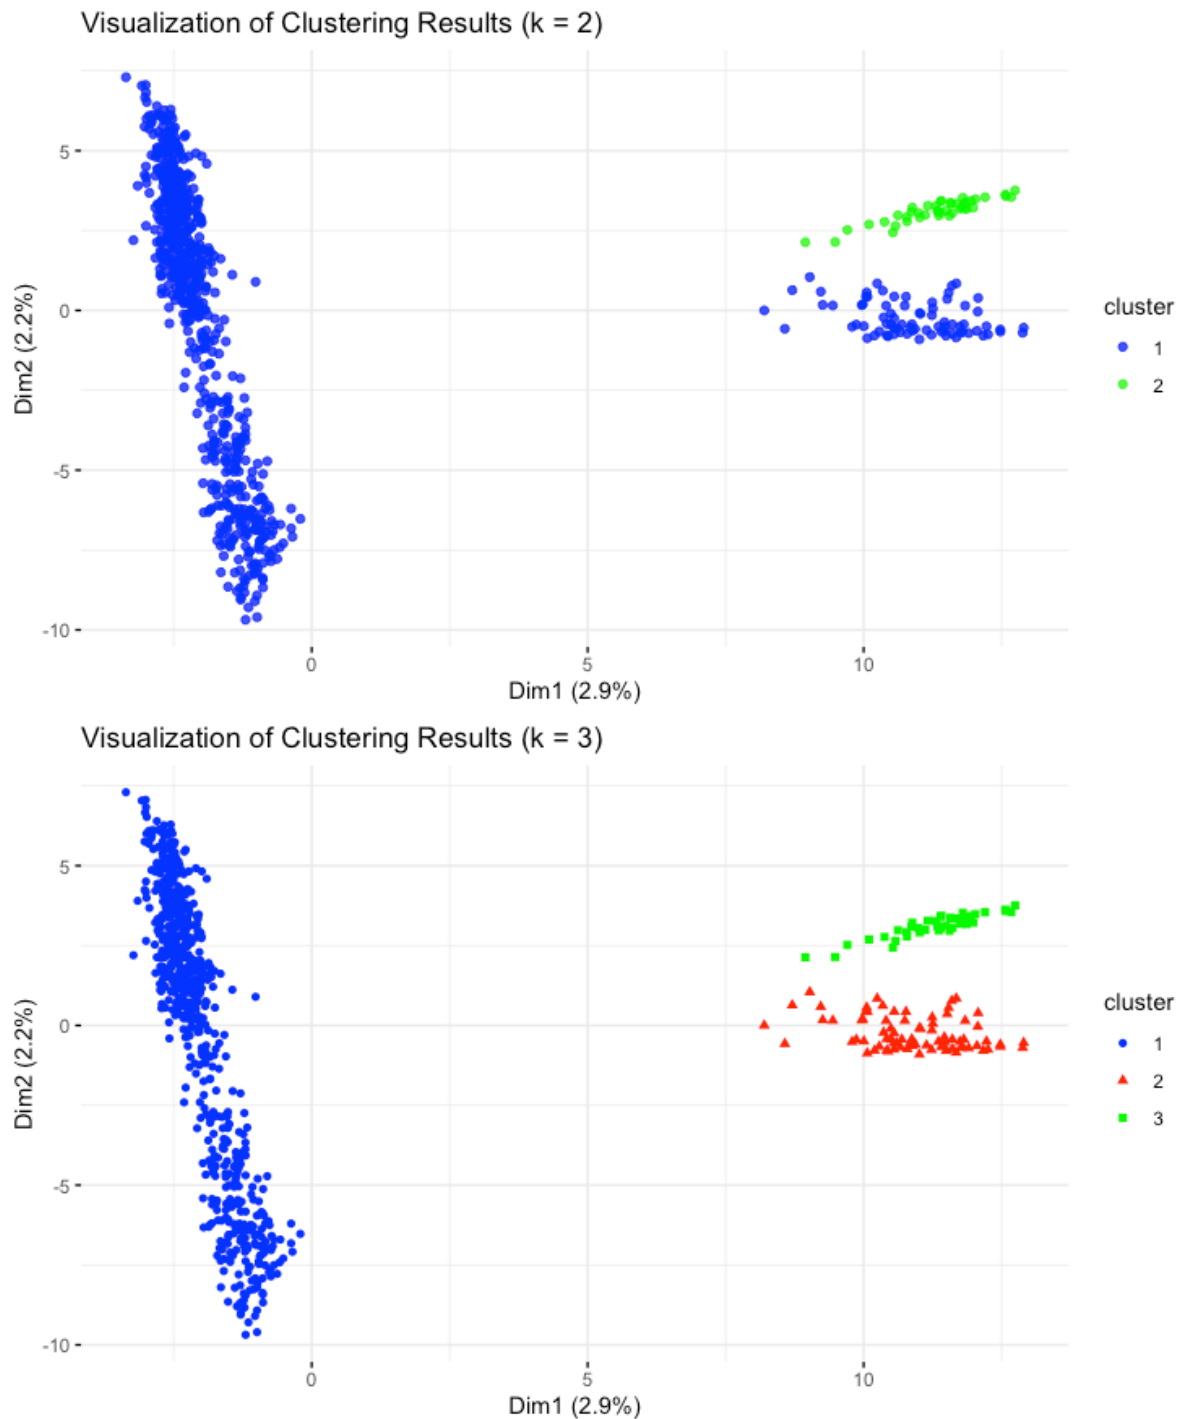 Visualization of Clustering Results (k = 2)
5
0
-5
-10
Dim2 (2.2%)
0 5 10
Dim1 (2.9%)
cluster
1
2
Visualization of Clustering Results (k = 3)
5
0
-5
-10
Dim2 (2.2%)
0 5 10
Dim1 (2.9%)
cluster
1
2
3